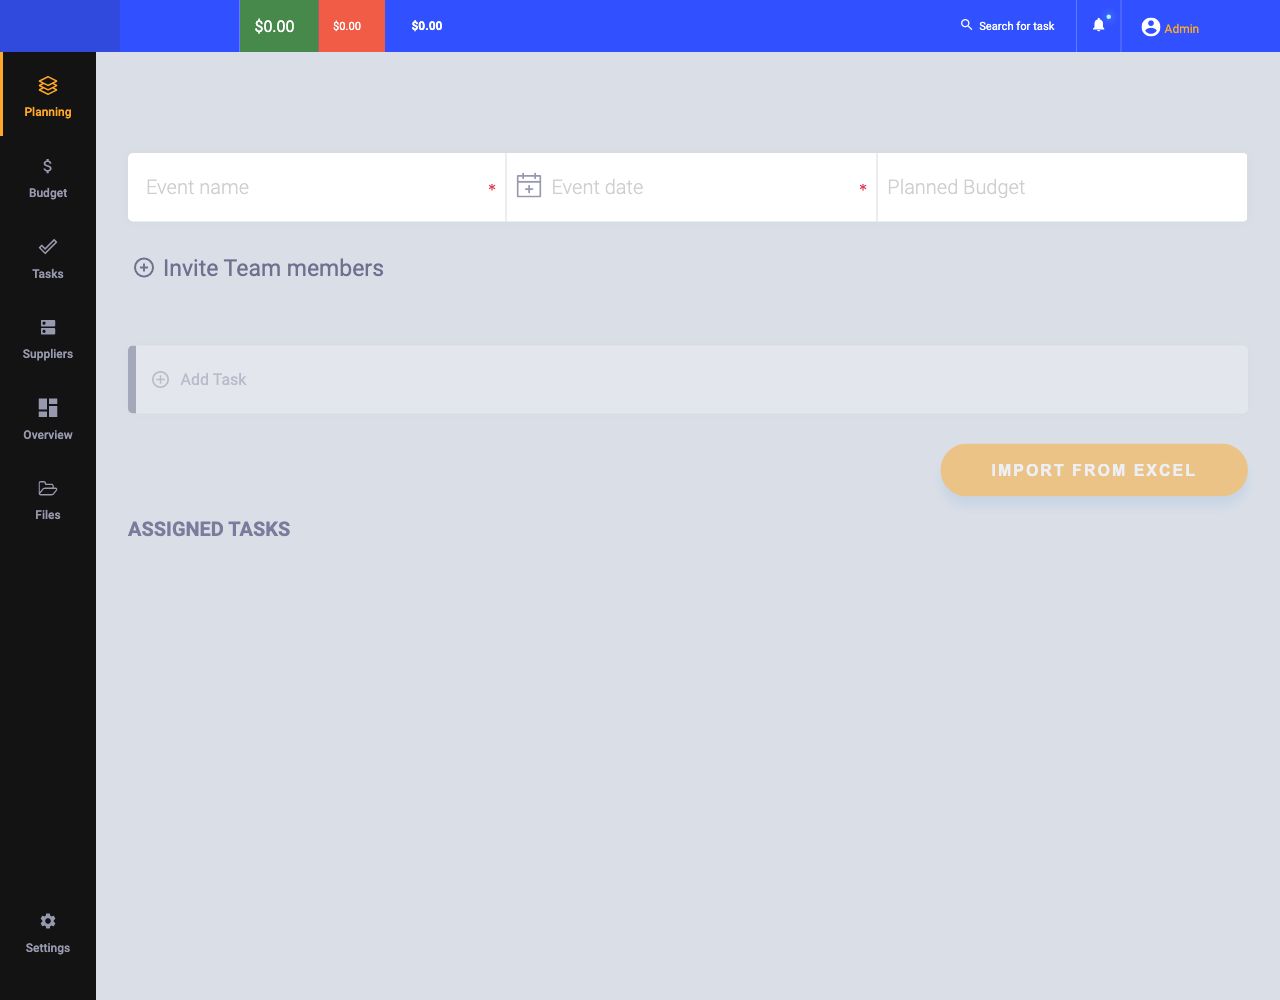 $0.00
$0.00
$0.00
Search for task
Admin
Planning
Budget
Tasks
Suppliers
Overview
Files
Settings
Event name *
Event date *
Planned Budget
Invite Team members
Add Task
IMPORT FROM EXCEL
ASSIGNED TASKS